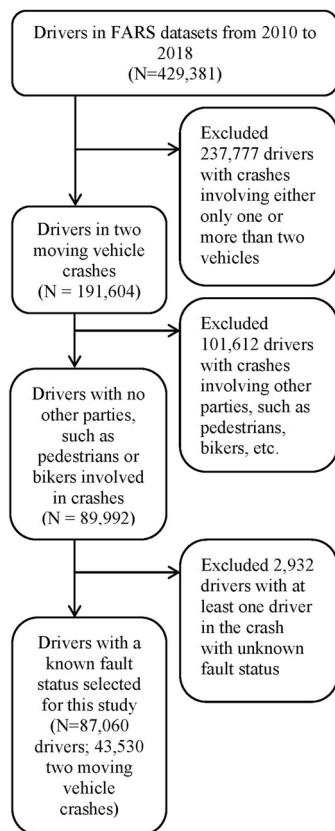 Drivers in FARS datasets from 2010 to
2018
(N=429,381)
Excluded
237,777 drivers
with crashes
involving either
only one or
more than two
vehicles
Drivers in two
moving vehicle
crashes
(N = 191,604)
Excluded
101,612 drivers
with crashes
involving other
parties, such as
pedestrians,
bikers, etc.
Drivers with no
other parties,
such as
pedestrians or
bikers involved
in crashes
(N = 89,992)
Excluded 2,932
drivers with at
least one driver
in the crash
with unknown
fault status
Drivers with a
known fault
status selected
for this study
(N=87,060
drivers; 43,530
two moving
vehicle
crashes)